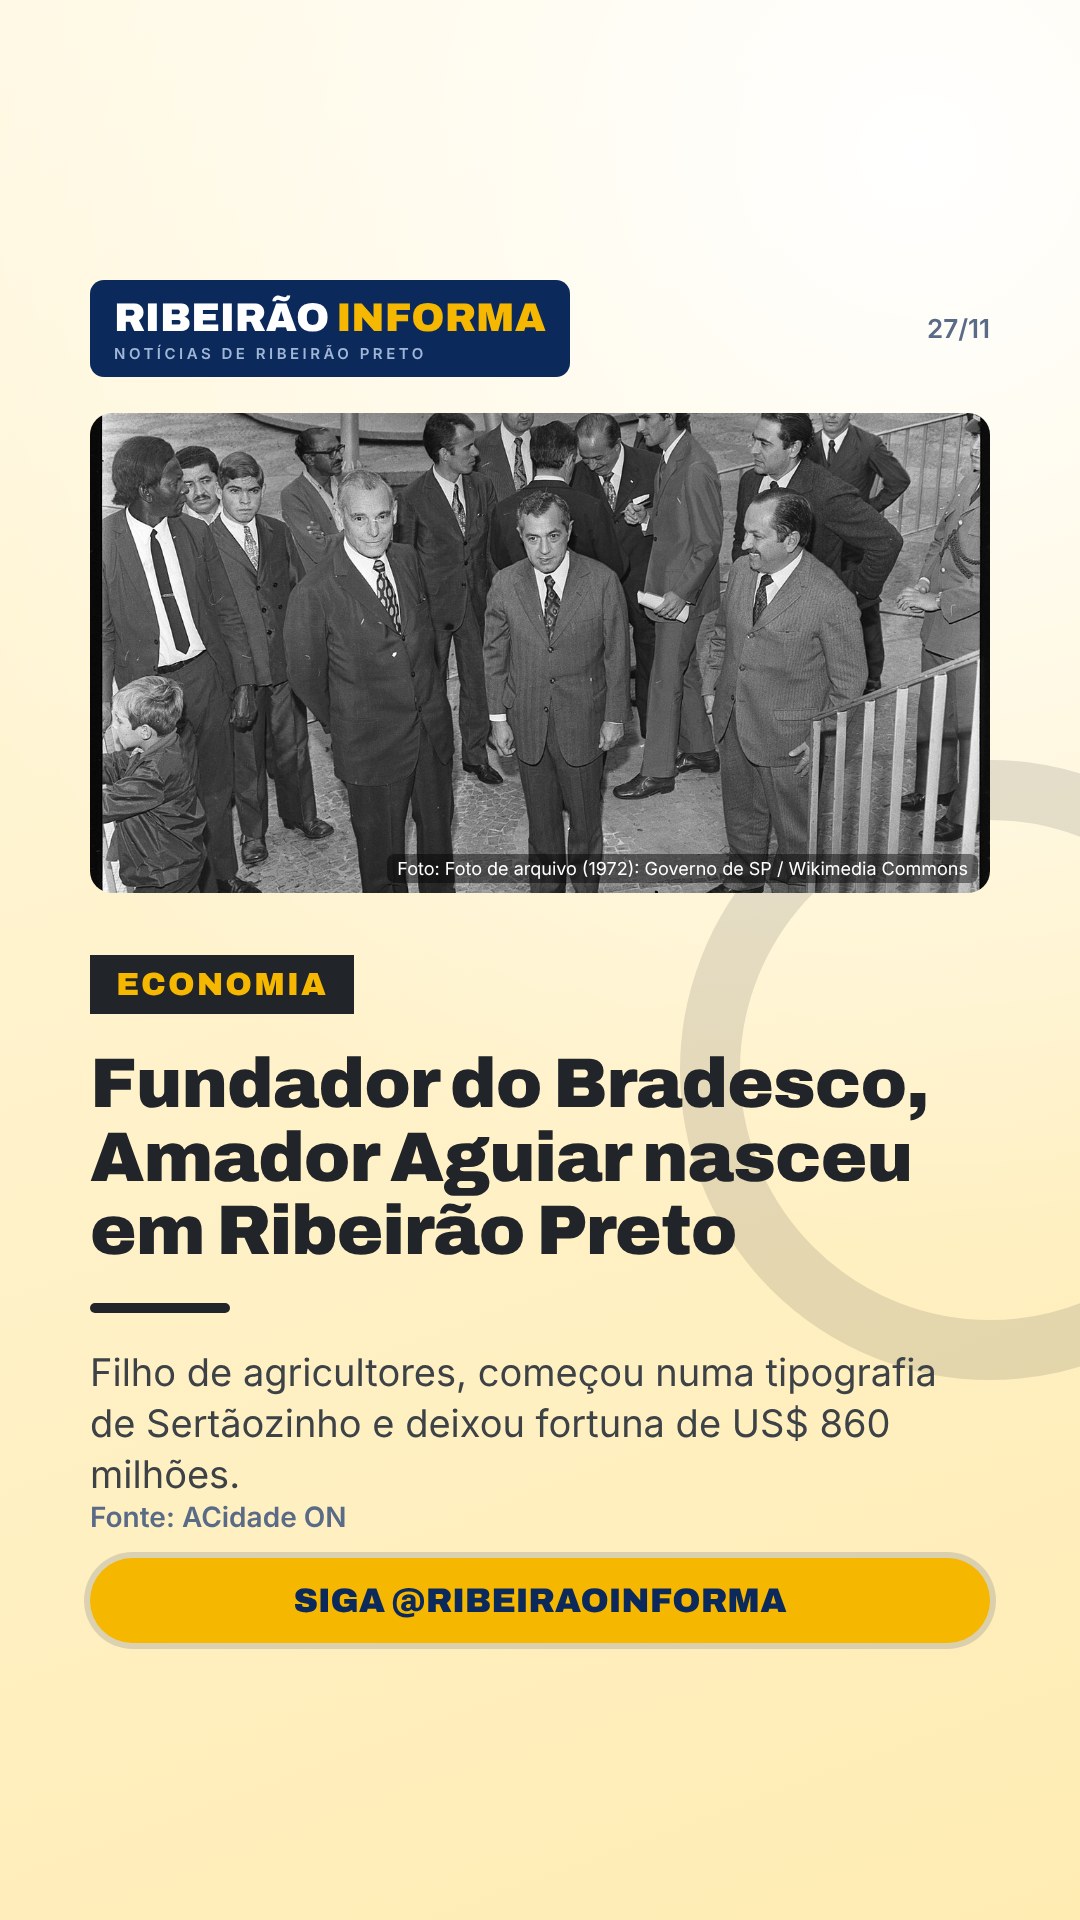 RIBEIRÃO INFORMA
NOTÍCIAS DE RIBEIRÃO PRETO
27/11
Foto: Foto de arquivo (1972): Governo de SP / Wikimedia Commons
ECONOMIA
Fundador do Bradesco,
Amador Aguiar nasceu
em Ribeirão Preto
Filho de agricultores, começou numa tipografia
de Sertãozinho e deixou fortuna de US$ 860
milhões.
Fonte: ACidade ON
SIGA @RIBEIRAOINFORMA